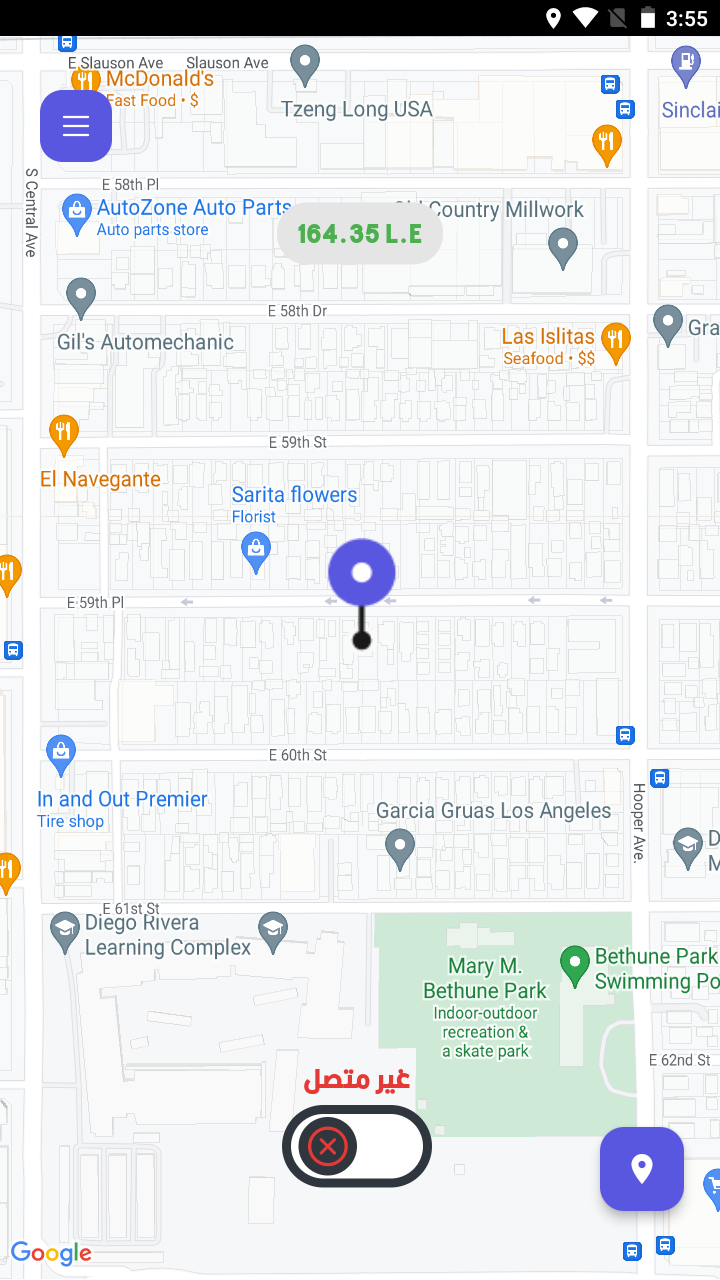 3:55
E Slauson Ave
Slauson Ave
McDonald's
Fast Food • $
Tzeng Long USA
Sinclai
S Central Ave
E 58th Pl
AutoZone Auto Parts
Auto parts store
Country Millwork
164.35 L.E
E 58th Dr
Gil's Automechanic
Las Islitas
Seafood • $$
Gra
E 59th St
El Navegante
Sarita flowers
Florist
E 59th Pl
E 60th St
In and Out Premier
Tire shop
Garcia Gruas Los Angeles
Hooper Ave.
D
M
E 61st St
Diego Rivera
Learning Complex
Mary M.
Bethune Park
Indoor-outdoor
recreation &
a skate park
Bethune Park
Swimming Po
E 62nd St
غير متصل
Google